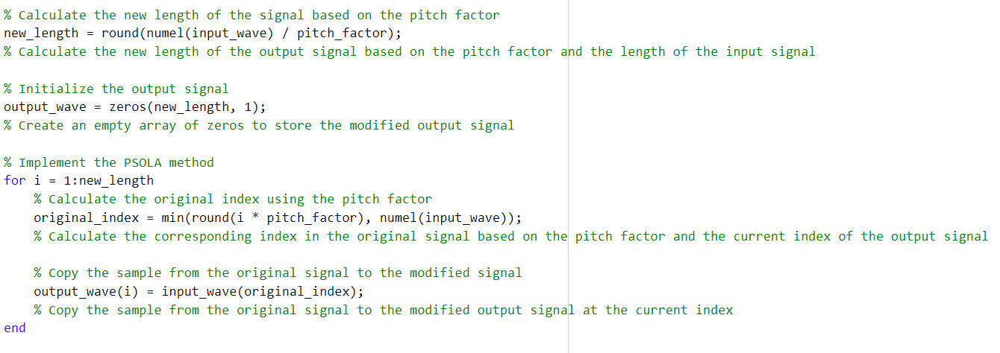 % Calculate the new length of the signal based on the pitch factor
new_length = round(numel(input_wave) / pitch_factor);
% Calculate the new length of the output signal based on the pitch factor and the length of the input signal
% Initialize the output signal
output_wave = zeros(new_length, 1);
% Create an empty array of zeros to store the modified output signal
% Implement the PSOLA method
for i = 1:new_length
% Calculate the original index using the pitch factor
original_index = min(round(i * pitch_factor), numel(input_wave));
% Calculate the corresponding index in the original signal based on the pitch factor and the current index of the output signal
% Copy the sample from the original signal to the modified signal
output_wave(i) = input_wave(original_index);
% Copy the sample from the original signal to the modified output signal at the current index
end